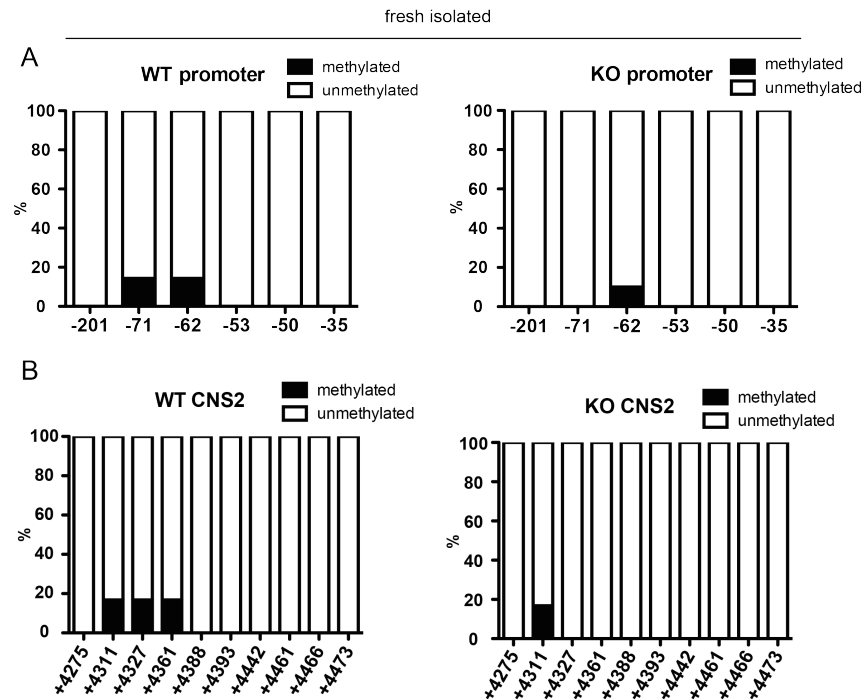 fresh isolated
A
WT promoter
methylated
unmethylated
100
80
60
40
20
0
%
-201 -71 -62 -53 -50 -35
KO promoter
methylated
unmethylated
100
80
60
40
20
0
%
-201 -71 -62 -53 -50 -35
B
WT CNS2
methylated
unmethylated
100
80
60
40
20
0
%
+4275 +4311 +4327 +4361 +4388 +4393 +4442 +4461 +4466 +4473
KO CNS2
methylated
unmethylated
100
80
60
40
20
0
%
+4275 +4311 +4327 +4361 +4388 +4393 +4442 +4461 +4466 +4473